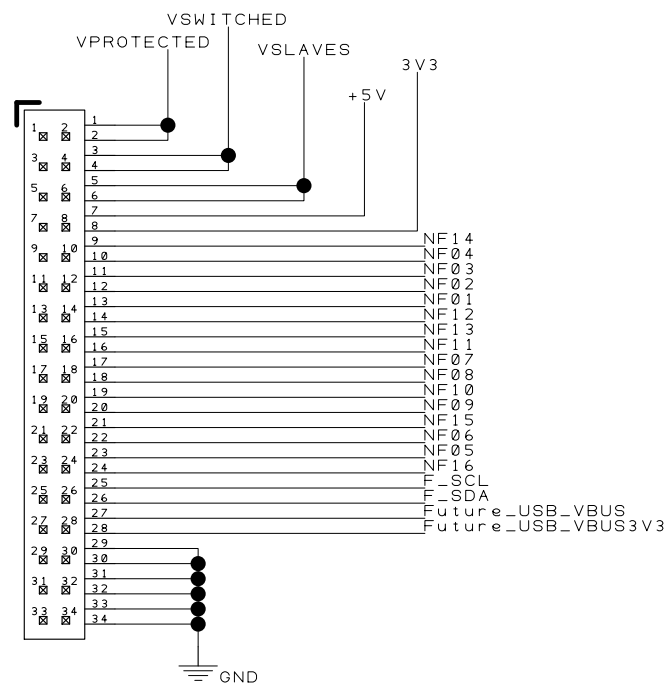 VSWITCHED
VPROTECTED
VSLAVES
3V3
+5V
1
1 2
2
3
3 4
4
5
5 6
6
7
7 8
8
9 NF14
9 10
10 NF04
11 NF03
11 12
12 NF02
13 NF01
13 14
14 NF12
15 NF13
15 16
16 NF11
17 NF07
17 18
18 NF08
19 NF10
19 20
20 NF09
21 NF15
21 22
22 NF06
23 NF05
23 24
24 NF16
25 F_SCL
25 26
26 F_SDA
27 Future_USB_VBUS
27 28
28 Future_USB_VBUS3V3
29
29 30
30
31
31 32
32
33
33 34
34
GND